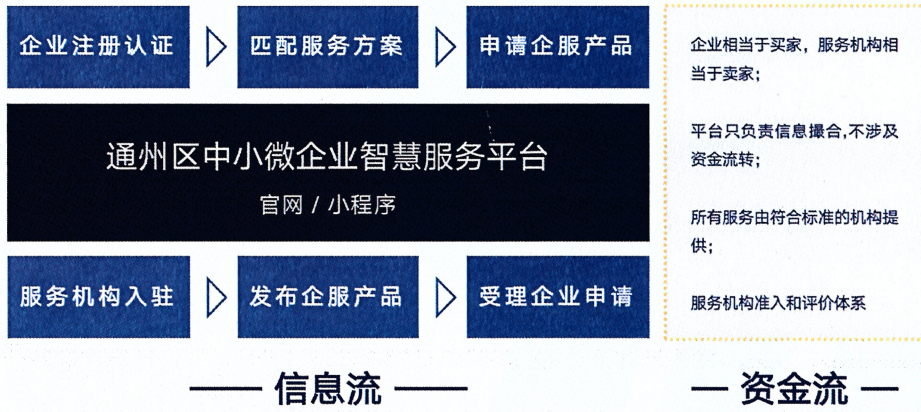 企业注册认证
匹配服务方案
申请企服产品
通州区中小微企业智慧服务平台
官网 / 小程序
服务机构入驻
发布企服产品
受理企业申请
信息流
企业相当于买家，服务机构相
当于卖家；
平台只负责信息撮合,不涉及
资金流转；
所有服务由符合标准的机构提
供；
服务机构准入和评价体系
资金流